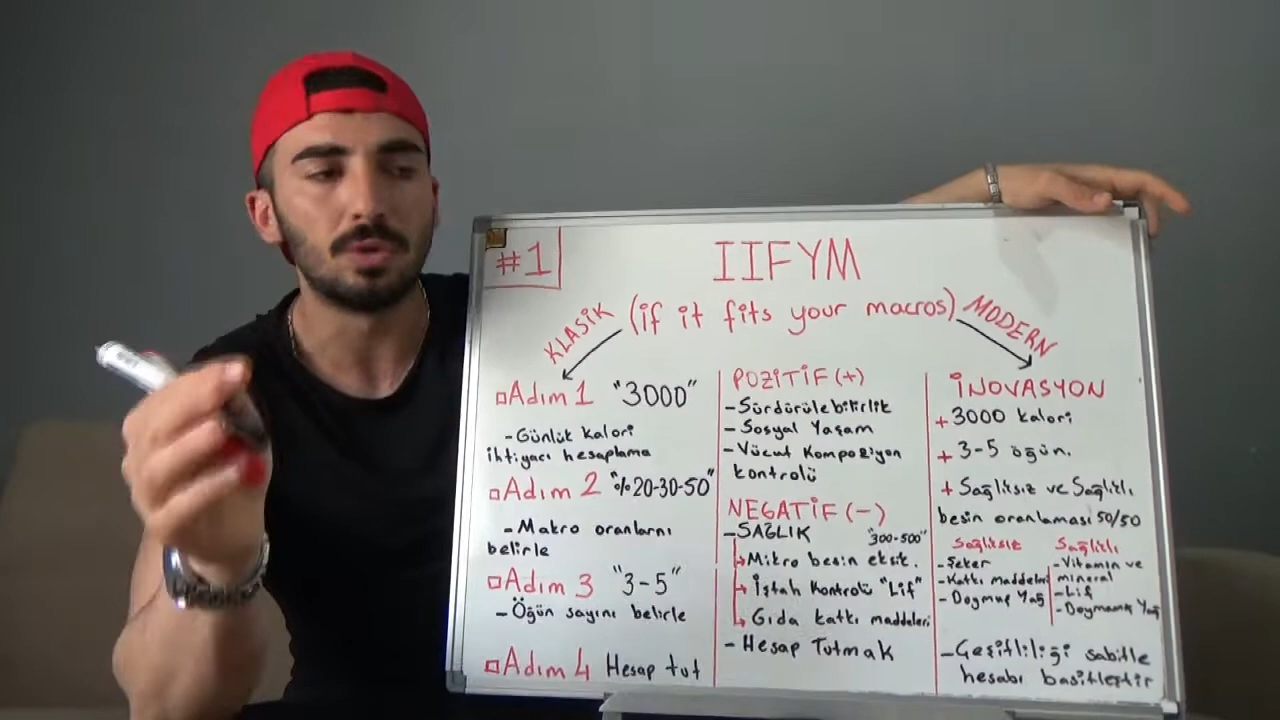 #1
IIFYM
(if it fits your macros)
KLASİK
MODERN
Adım 1 "3000"
-Günlük Kalori
ihtiyacı hesaplama
Adım 2 "%20-30-50"
-Makro oranlarnı
belirle
Adım 3 "3-5"
-Öğün sayını belirle
Adım 4 Hesap tut
POZİTİF (+)
-Sürdürülebilirlik
-Sosyal Yaşam
-Vücut Kompozisyon
kontrolü
NEGATİF (-)
-SAĞLIK "300-500"
Mikro besin eksik.
İştah Kontrolü "Lif"
Gıda katkı maddeleri
-Hesap Tutmak
İNOVASYON
+ 3000 kalori
+ 3-5 öğün.
+ Sağlıksız ve Sağlıklı
besin oranlaması 50/50
Sağlıksız
-Şeker
-Katkı maddeleri
-Doymuş Yağ
Sağlıklı
-Vitamin ve
mineral
-Lif
-Doymamış Yağ
-Çeşitliliği sabitle
hesabı basitleştir